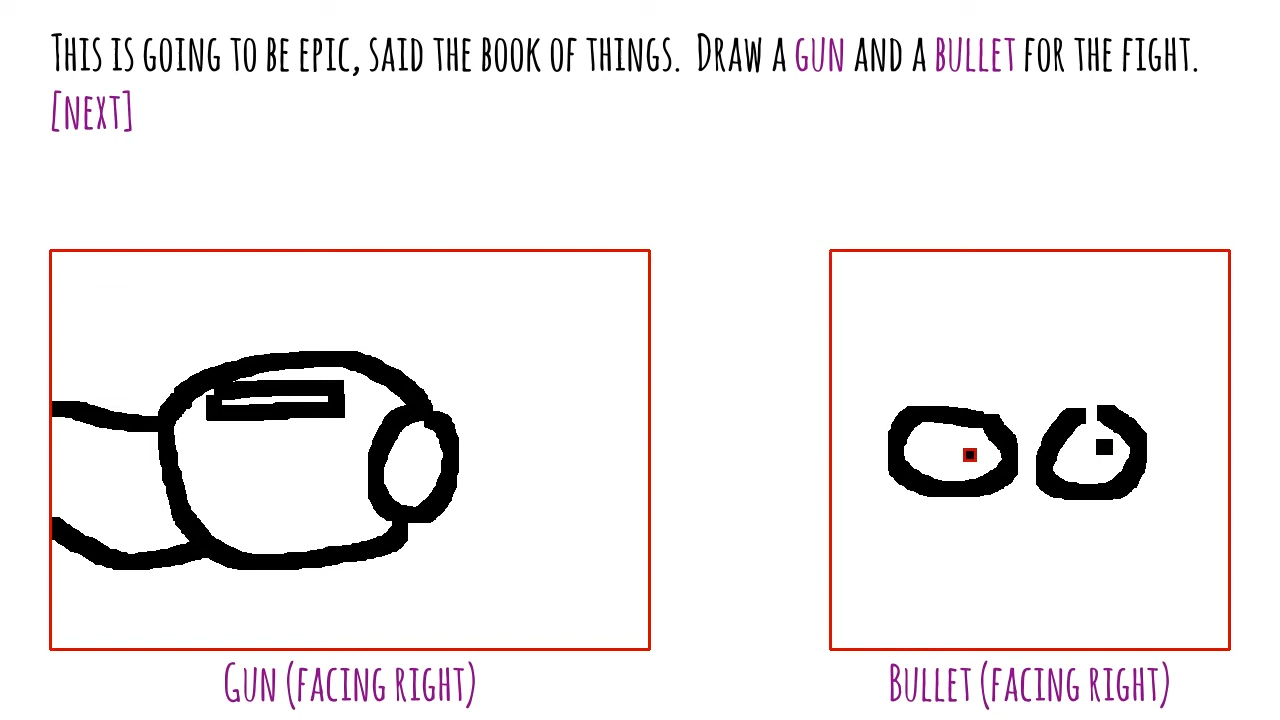 This is going to be epic, said the book of things. Draw a gun and a bullet for the fight.
[next]
Gun (facing right)
Bullet (facing right)